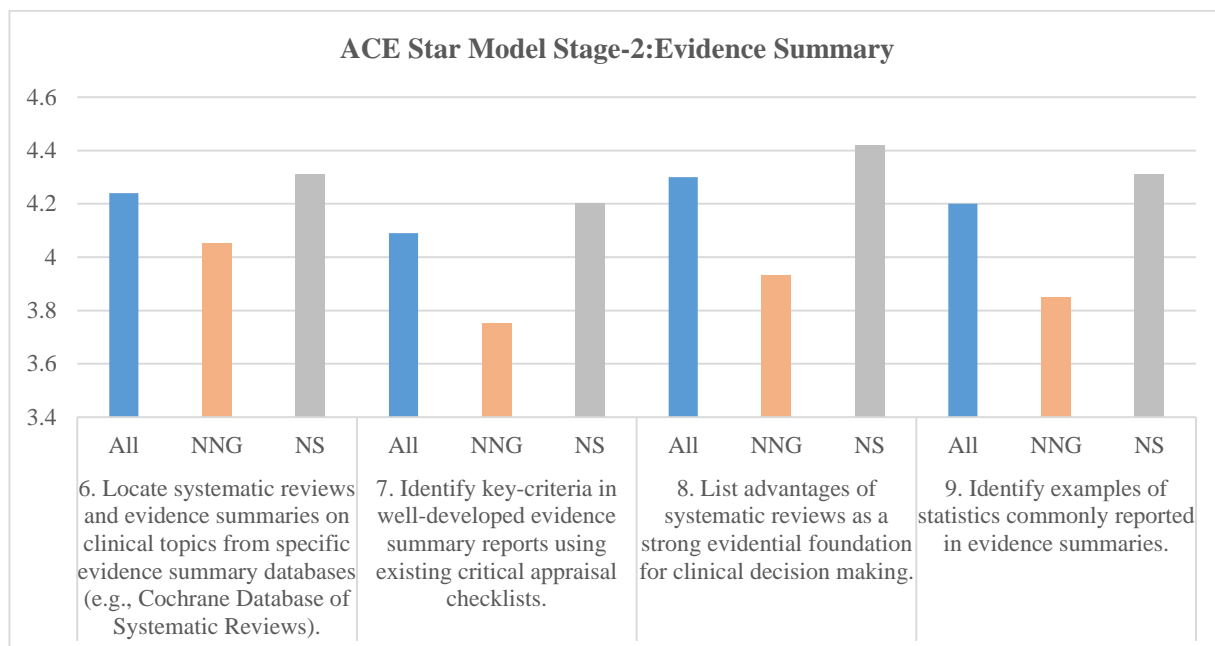 ACE Star Model Stage-2:Evidence Summary
4.6
4.4
4.2
4
3.8
3.6
3.4
All NNG NS All NNG NS All NNG NS All NNG NS
6. Locate systematic reviews
and evidence summaries on
clinical topics from specific
evidence summary databases
(e.g., Cochrane Database of
Systematic Reviews).
7. Identify key-criteria in
well-developed evidence
summary reports using
existing critical appraisal
checklists.
8. List advantages of
systematic reviews as a
strong evidential foundation
for clinical decision making.
9. Identify examples of
statistics commonly reported
in evidence summaries.